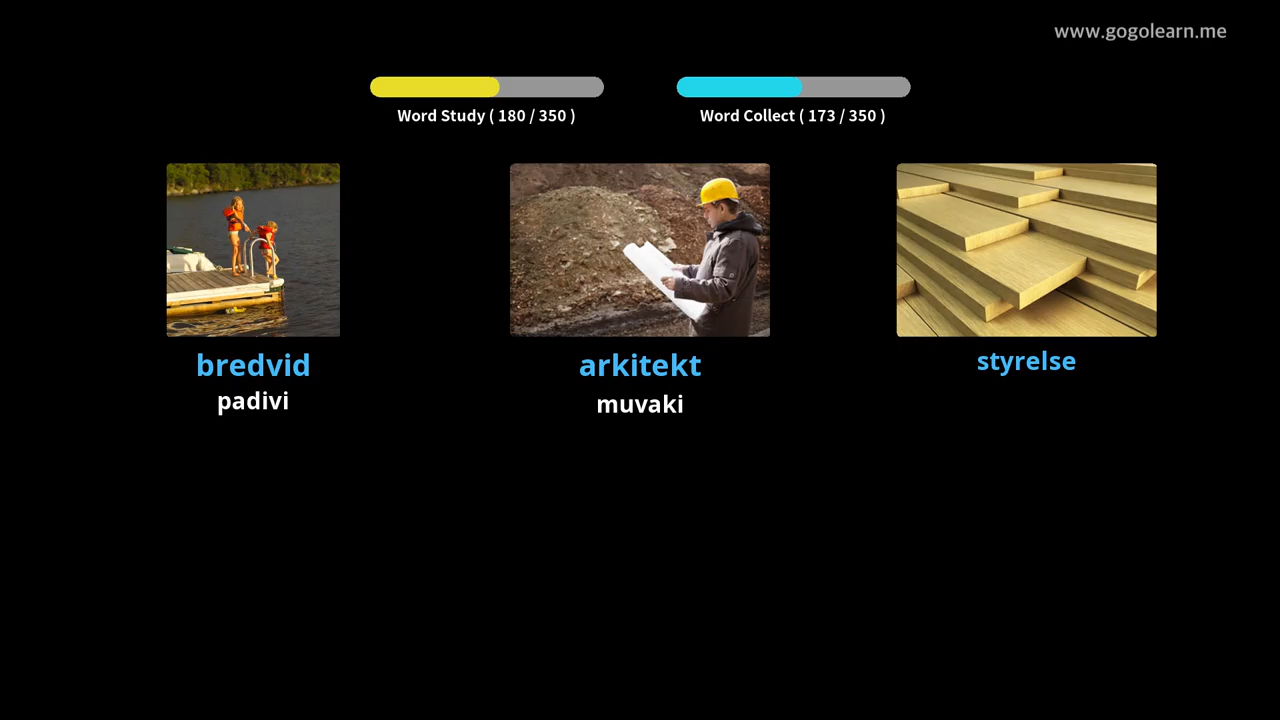 www.gogolearn.me
Word Study ( 180 / 350 )
Word Collect ( 173 / 350 )
bredvid
padivi
arkitekt
muvaki
styrelse